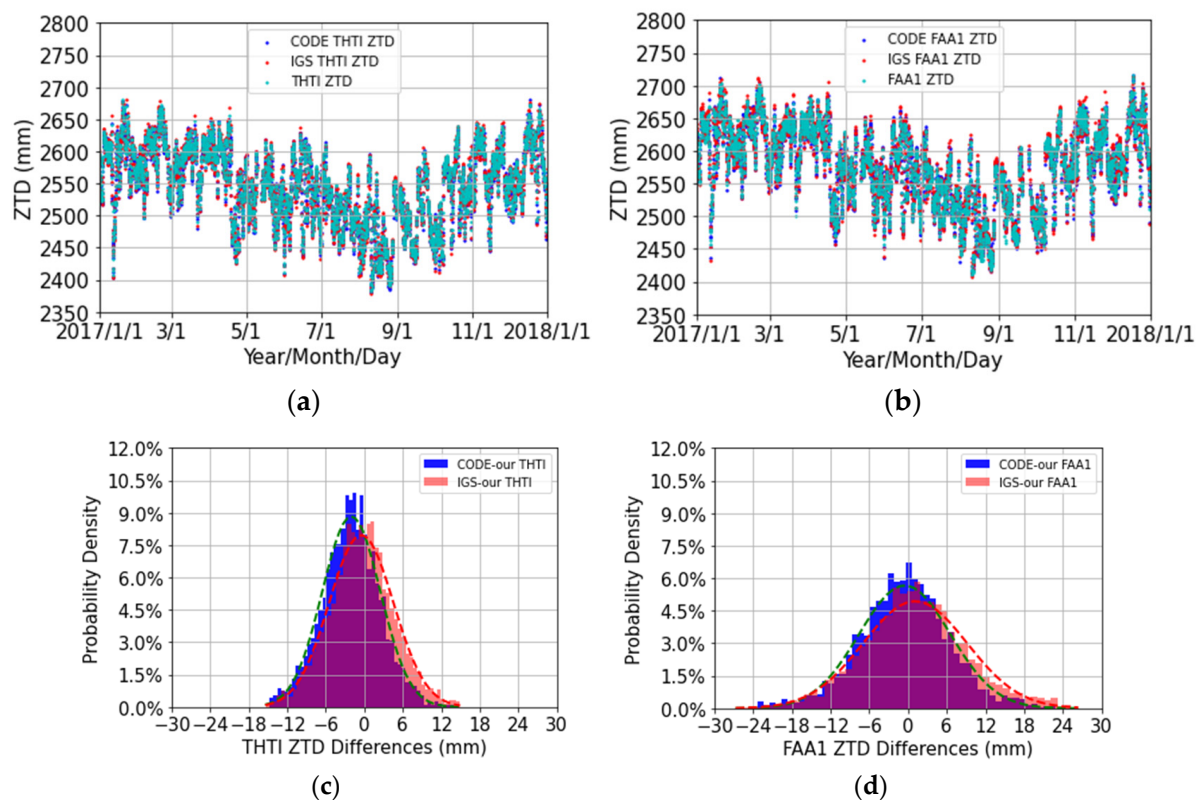 2800
2750
2700
2650
2600
2550
2500
2450
2400
2350
ZTD (mm)
CODE THTI ZTD
IGS THTI ZTD
THTI ZTD
2017/1/1 3/1 5/1 7/1 9/1 11/1 2018/1/1
Year/Month/Day
(a)
2800
2750
2700
2650
2600
2550
2500
2450
2400
2350
ZTD (mm)
CODE FAA1 ZTD
IGS FAA1 ZTD
FAA1 ZTD
2017/1/1 3/1 5/1 7/1 9/1 11/1 2018/1/1
Year/Month/Day
(b)
12.0%
10.5%
9.0%
7.5%
6.0%
4.5%
3.0%
1.5%
0.0%
Probability Density
CODE-our THTI
IGS-our THTI
−30 −24 −18 −12 −6 0 6 12 18 24 30
THTI ZTD Differences (mm)
(c)
12.0%
10.5%
9.0%
7.5%
6.0%
4.5%
3.0%
1.5%
0.0%
Probability Density
CODE-our FAA1
IGS-our FAA1
−30 −24 −18 −12 −6 0 6 12 18 24 30
FAA1 ZTD Differences (mm)
(d)